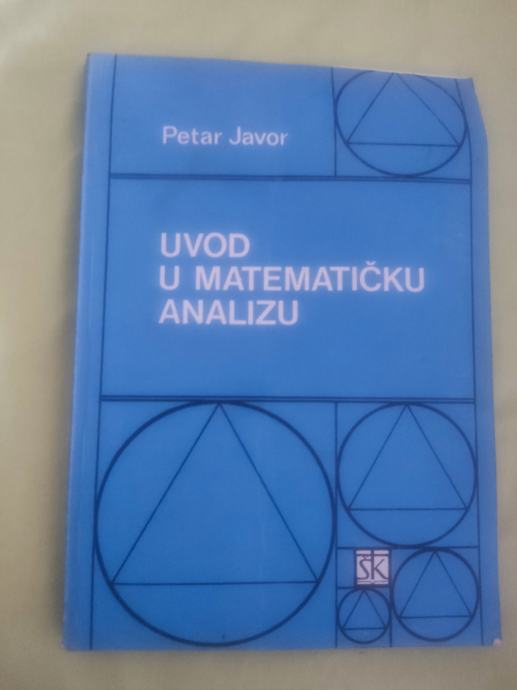 Petar Javor
UVOD
U MATEMATIČKU
ANALIZU
ŠK